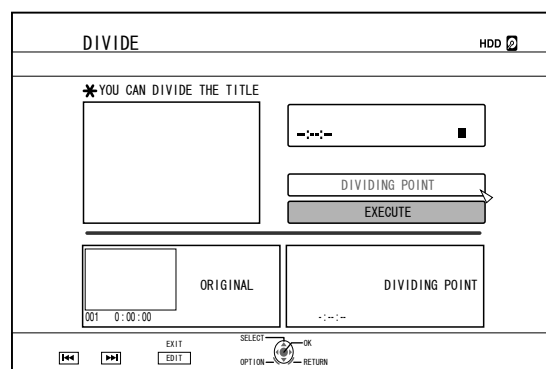 DIVIDE
HDD
*YOU CAN DIVIDE THE TITLE
-:--:-
DIVIDING POINT
EXECUTE
ORIGINAL
001 0:00:00
DIVIDING POINT
-:--:--
EXIT
EDIT
SELECT
OK
OPTION
RETURN